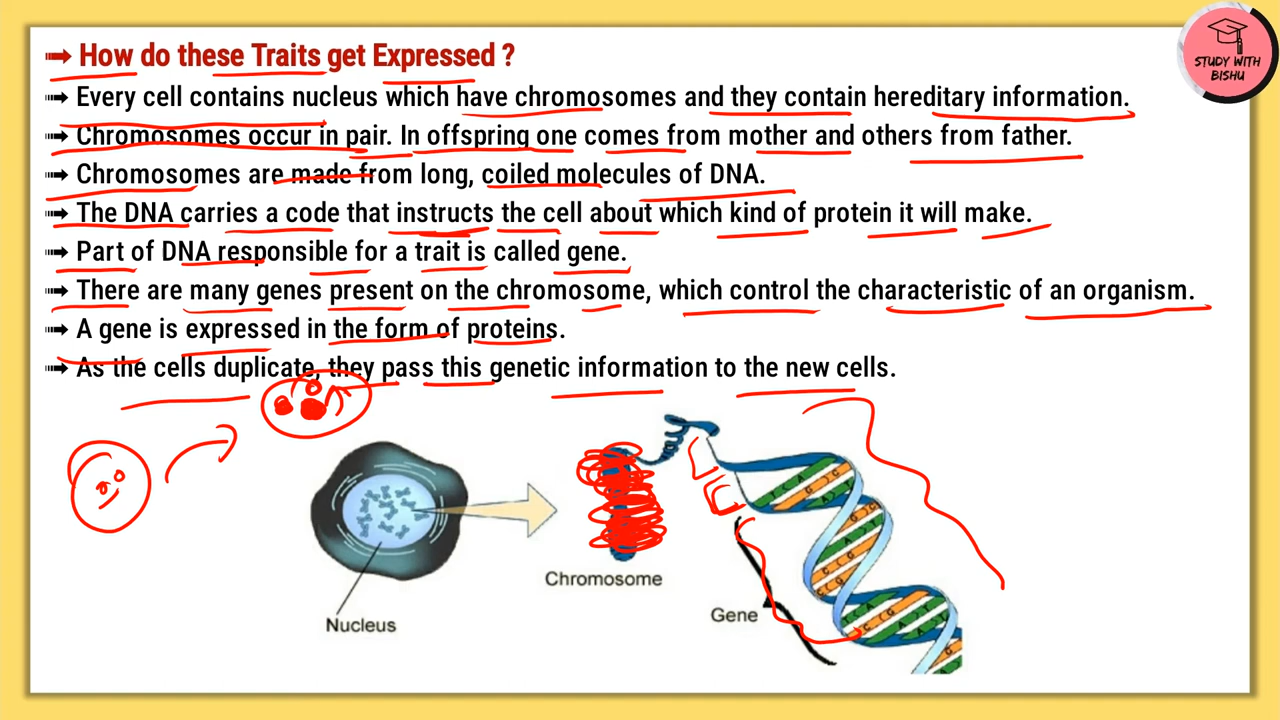 STUDY WITH
BISHU
How do these Traits get Expressed ?
Every cell contains nucleus which have chromosomes and they contain hereditary information.
Chromosomes occur in pair. In offspring one comes from mother and others from father.
Chromosomes are made from long, coiled molecules of DNA.
The DNA carries a code that instructs the cell about which kind of protein it will make.
Part of DNA responsible for a trait is called gene.
There are many genes present on the chromosome, which control the characteristic of an organism.
A gene is expressed in the form of proteins.
As the cells duplicate, they pass this genetic information to the new cells.
Chromosome
Gene
Nucleus